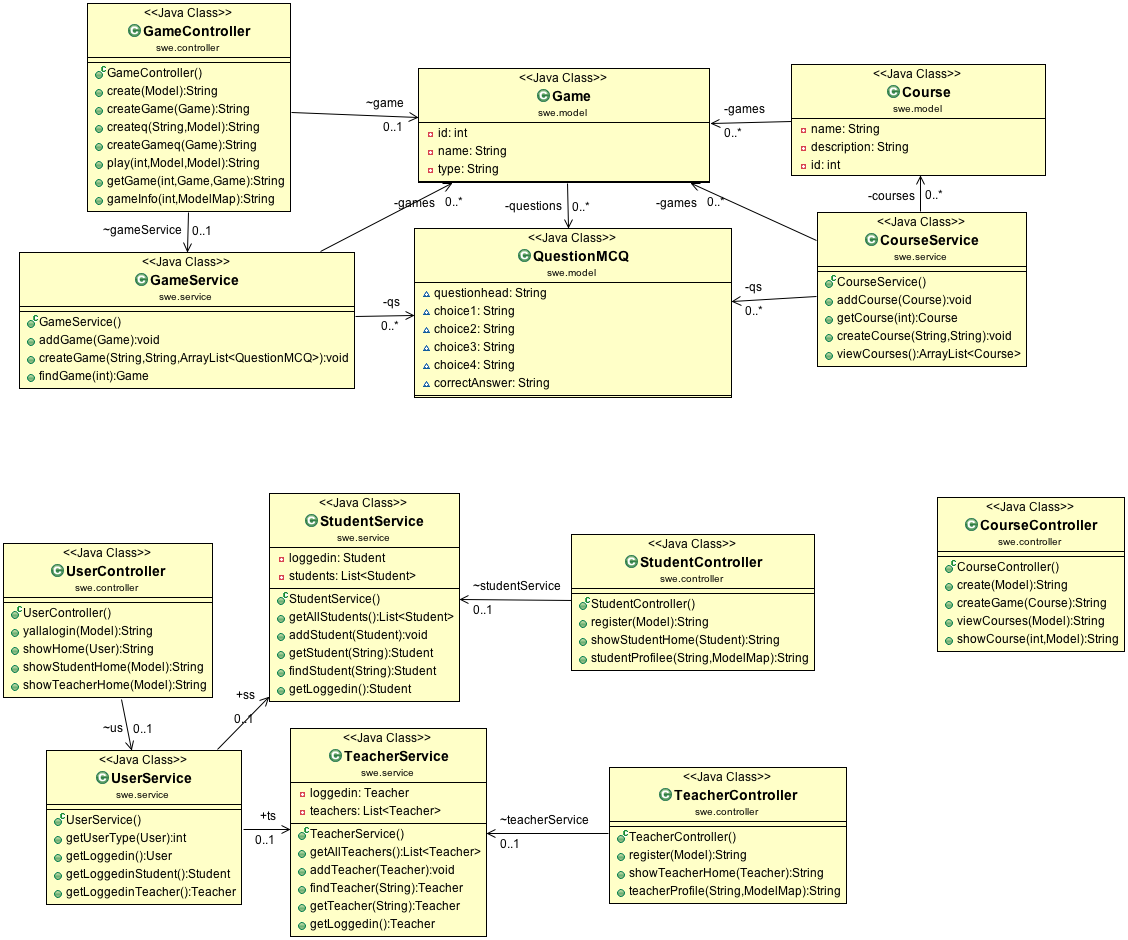 <<Java Class>>
GameController
swe.controller
GameController()
create(Model):String
createGame(Game):String
createq(String,Model):String
createGameq(Game):String
play(int,Model,Model):String
getGame(int,Game,Game):String
gameInfo(int,ModelMap):String
~game
0..1
<<Java Class>>
Game
swe.model
id: int
name: String
type: String
-games
0..*
<<Java Class>>
Course
swe.model
name: String
description: String
id: int
~gameService
0..1
-games
0..*
-questions
0..*
-games
0..*
-courses
0..*
<<Java Class>>
GameService
swe.service
GameService()
addGame(Game):void
createGame(String,String,ArrayList<QuestionMCQ>):void
findGame(int):Game
-qs
0..*
<<Java Class>>
QuestionMCQ
swe.model
questionhead: String
choice1: String
choice2: String
choice3: String
choice4: String
correctAnswer: String
-qs
0..*
<<Java Class>>
CourseService
swe.service
CourseService()
addCourse(Course):void
getCourse(int):Course
createCourse(String,String):void
viewCourses():ArrayList<Course>
<<Java Class>>
StudentService
swe.service
loggedin: Student
students: List<Student>
StudentService()
getAllStudents():List<Student>
addStudent(Student):void
getStudent(String):Student
findStudent(String):Student
getLoggedin():Student
~studentService
0..1
<<Java Class>>
StudentController
swe.controller
StudentController()
register(Model):String
showStudentHome(Student):String
studentProfilee(String,ModelMap):String
<<Java Class>>
CourseController
swe.controller
CourseController()
create(Model):String
createGame(Course):String
viewCourses(Model):String
showCourse(int,Model):String
<<Java Class>>
UserController
swe.controller
UserController()
yallalogin(Model):String
showHome(User):String
showStudentHome(Model):String
showTeacherHome(Model):String
~us
0..1
+ss
0..1
<<Java Class>>
UserService
swe.service
UserService()
getUserType(User):int
getLoggedin():User
getLoggedinStudent():Student
getLoggedinTeacher():Teacher
+ts
0..1
<<Java Class>>
TeacherService
swe.service
loggedin: Teacher
teachers: List<Teacher>
TeacherService()
getAllTeachers():List<Teacher>
addTeacher(Teacher):void
findTeacher(String):Teacher
getTeacher(String):Teacher
getLoggedin():Teacher
~teacherService
0..1
<<Java Class>>
TeacherController
swe.controller
TeacherController()
register(Model):String
showTeacherHome(Teacher):String
teacherProfile(String,ModelMap):String